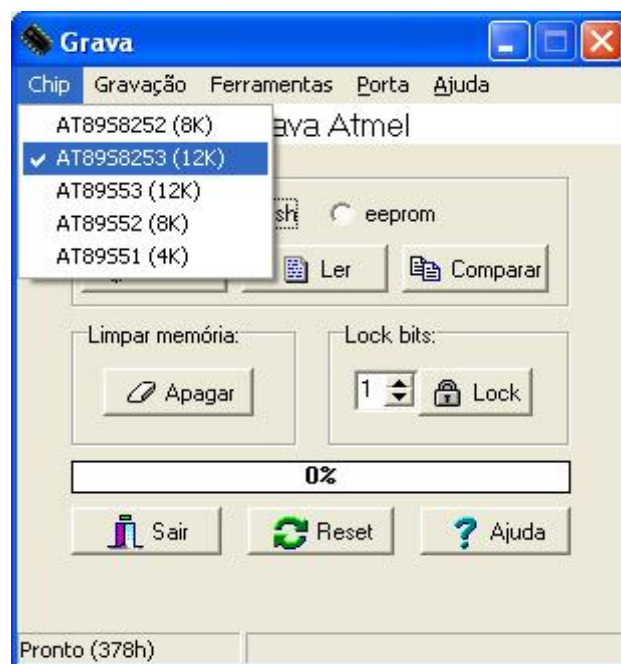 Grava
Chip Gravação Ferramentas Porta Ajuda
AT89S8252 (8K)
AT89S8253 (12K)
AT89S53 (12K)
AT89S52 (8K)
AT89S51 (4K)
ava Atmel
sh eeprom
Ler Comparar
Limpar memória: Lock bits:
Apagar 1 Lock
0%
Sair Reset Ajuda
Pronto (378h)